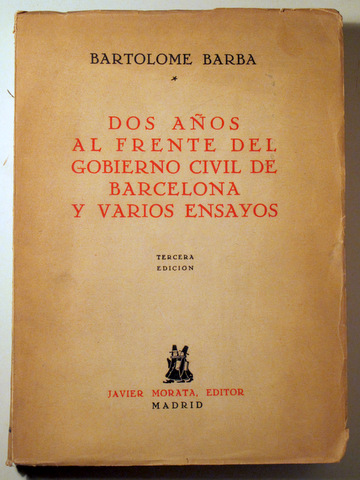 BARTOLOME BARBA
*
DOS AÑOS
AL FRENTE DEL
GOBIERNO CIVIL DE
BARCELONA
Y VARIOS ENSAYOS
TERCERA
EDICION
JAVIER MORATA, EDITOR
MADRID